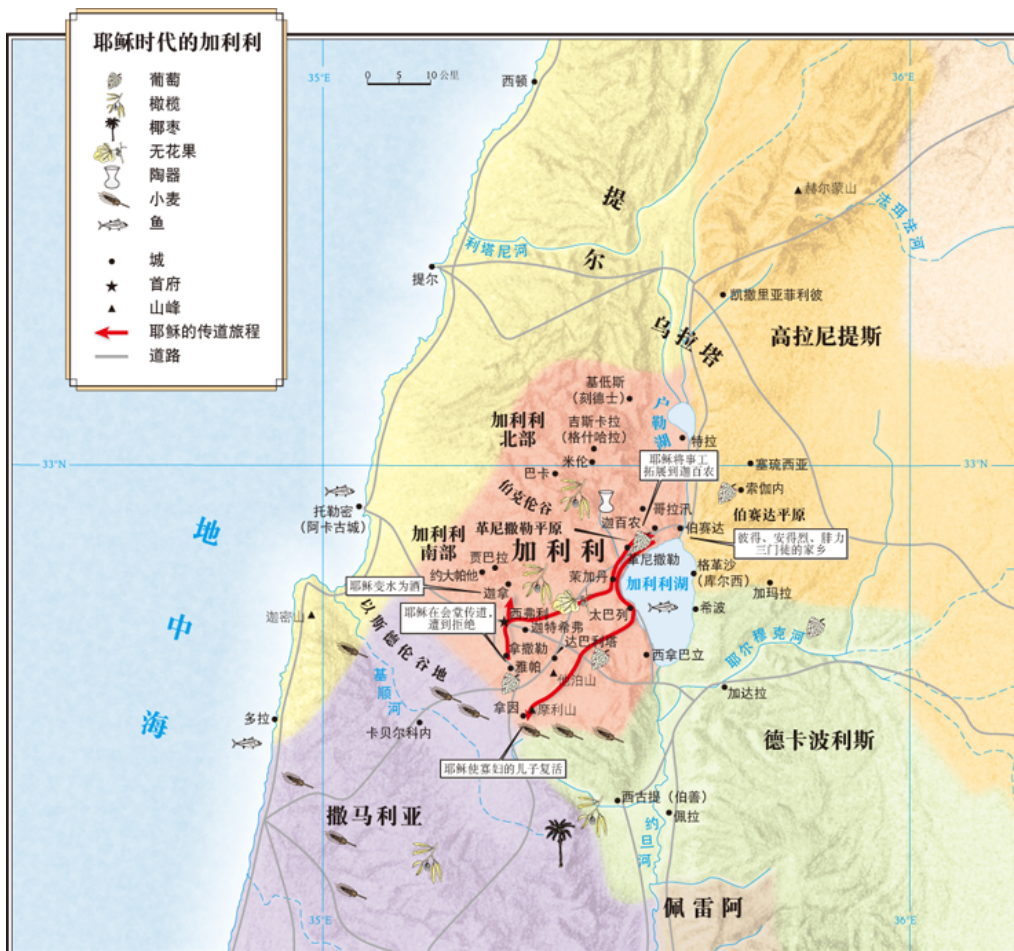 耶稣时代的加利利
葡萄
橄榄
椰枣
无花果
陶器
小麦
鱼
城
首府
山峰
耶稣的传道旅程
道路
35°E
0 5 10 公里
西顿
36°E
提
尔
赫尔蒙山
法珥法河
利塔尼河
提尔
凯撒里亚菲利彼
乌拉塔
高拉尼提斯
基低斯
(刻德士)
户勒湖
吉斯卡拉
(格什哈拉)
加利利
北部
特拉
33°N
米伦
巴卡
耶稣将事工
拓展到迦百农
33°N
塞琉西亚
索伽内
托勒密
(阿卡古城)
伯克伦谷
哥拉汛
迦百农
伯赛达
伯赛达平原
革尼撒勒平原
加利利
南部
加利利
革尼撒勒
彼得、安得烈、腓力
三门徒的家乡
贾巴拉
约大帕他
格革沙
(库尔西)
耶稣变水为酒
迦拿
茉加丹
加利利湖
加玛拉
地
中
海
迦密山
以斯德伦谷地
耶稣在会堂传道,
遭到拒绝
西弗利
太巴列
希波
迦特希弗
达巴利塔
拿撒勒
雅帕
他泊山
西拿巴立
耶尔穆克河
基顺河
加达拉
多拉
卡贝尔科内
拿因
摩利山
德卡波利斯
耶稣使寡妇的儿子复活
撒马利亚
西古提(伯善)
佩拉
约旦河
佩雷阿
35°E
36°E